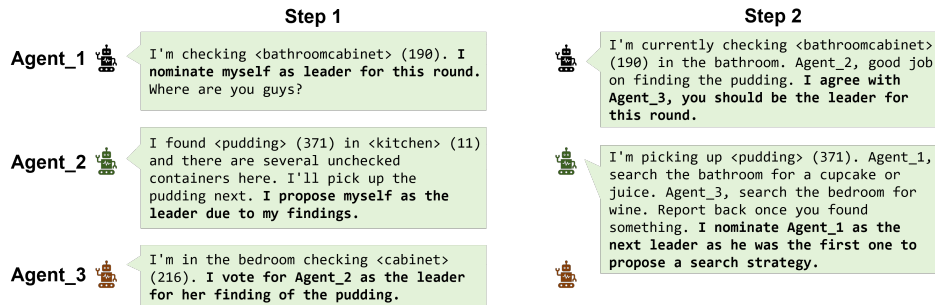 Step 1
Agent_1
I'm checking <bathroomcabinet> (190). I
nominate myself as leader for this round.
Where are you guys?
Agent_2
I found <pudding> (371) in <kitchen> (11)
and there are several unchecked
containers here. I'll pick up the
pudding next. I propose myself as the
leader due to my findings.
Agent_3
I'm in the bedroom checking <cabinet>
(216). I vote for Agent_2 as the leader
for her finding of the pudding.
Step 2
I'm currently checking <bathroomcabinet>
(190) in the bathroom. Agent_2, good job
on finding the pudding. I agree with
Agent_3, you should be the leader for
this round.
I'm picking up <pudding> (371). Agent_1,
search the bathroom for a cupcake or
juice. Agent_3, search the bedroom for
wine. Report back once you found
something. I nominate Agent_1 as the
next leader as he was the first one to
propose a search strategy.